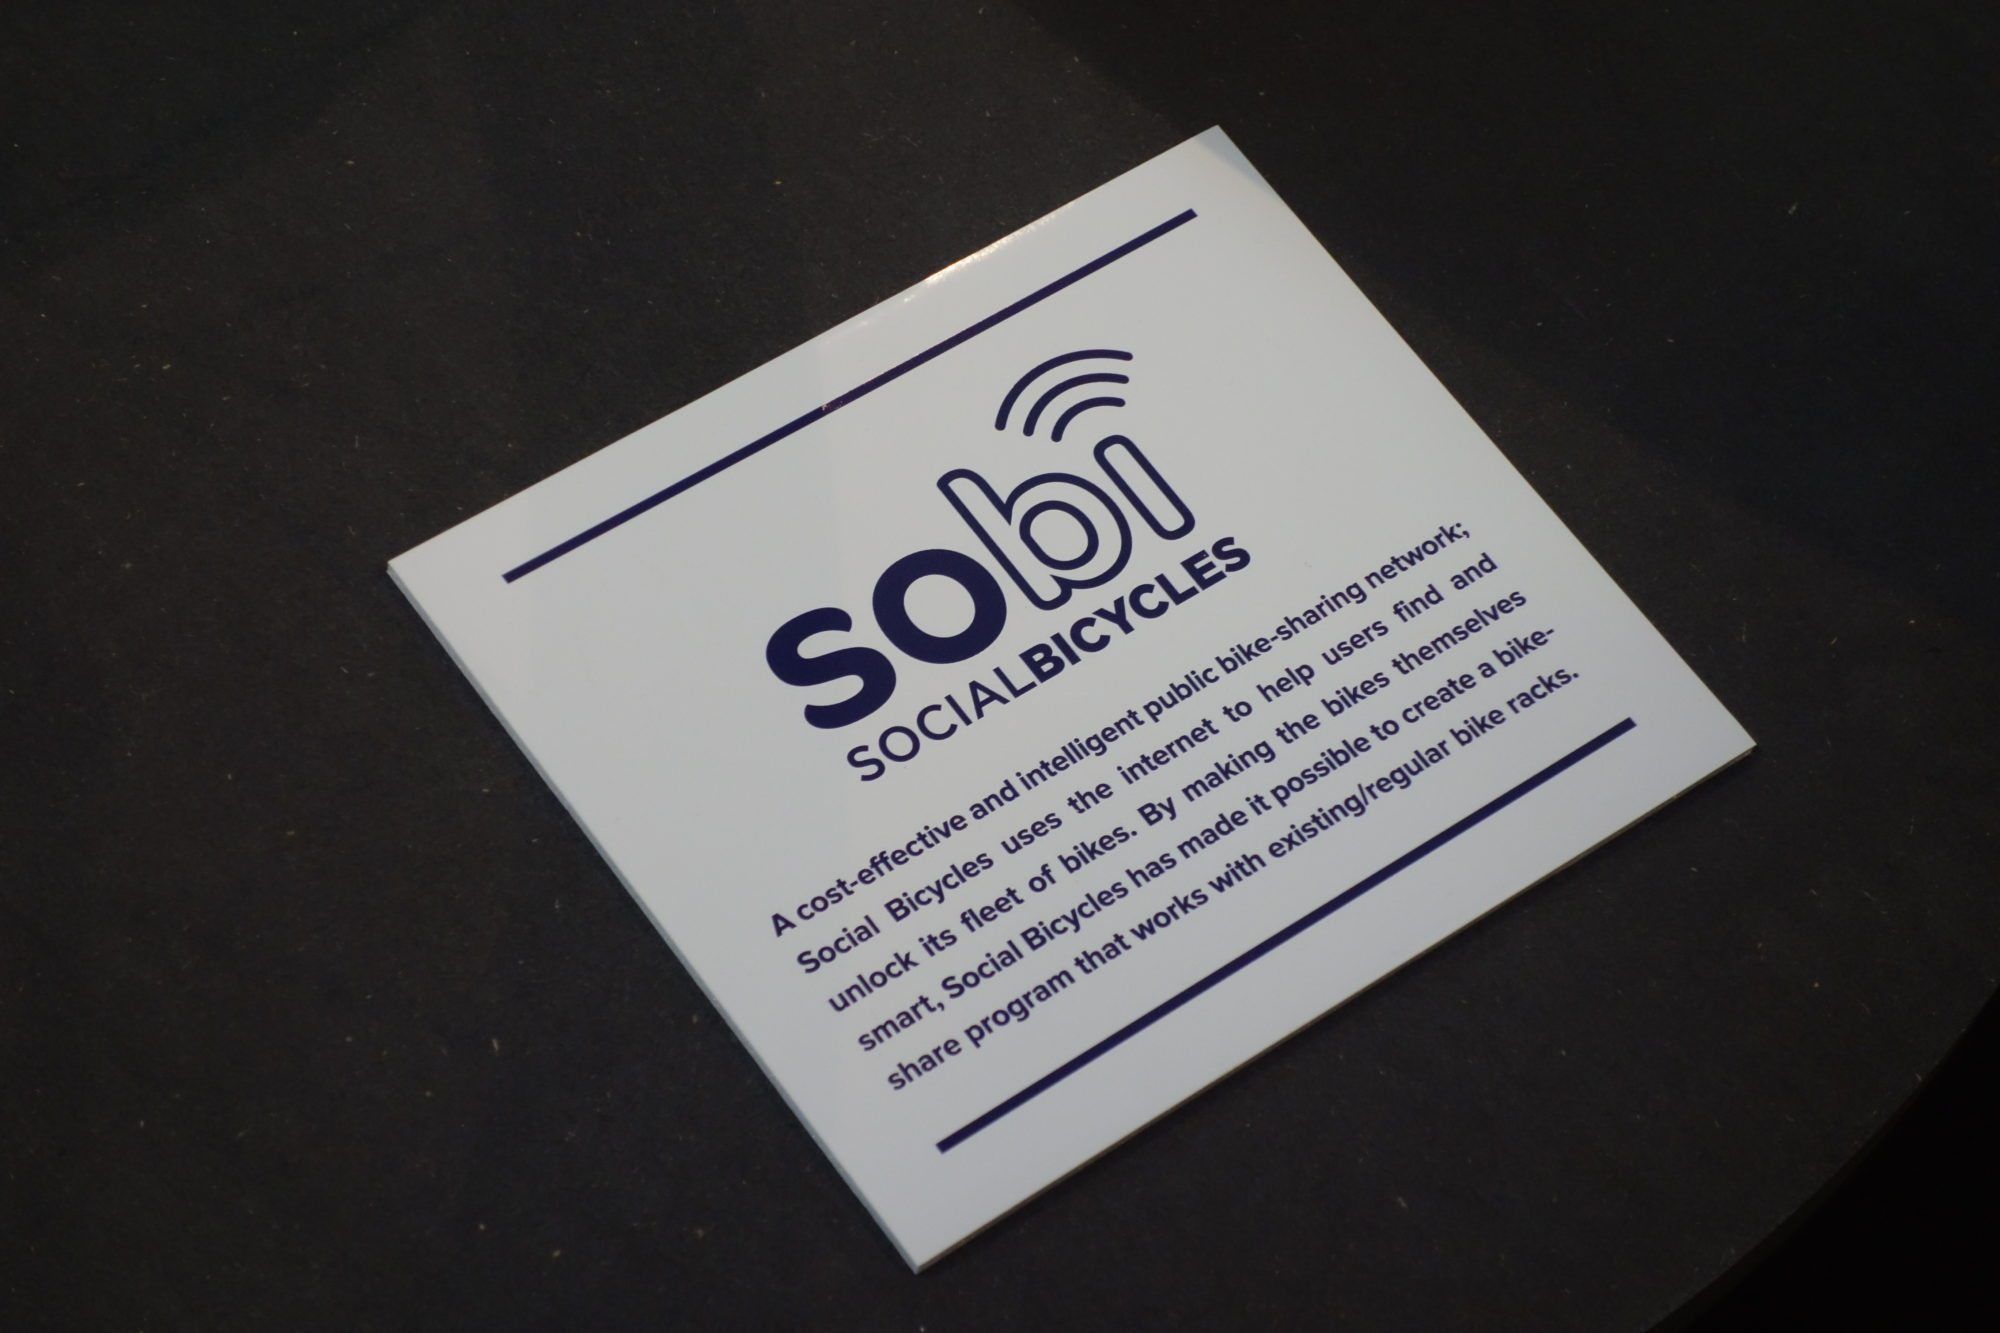 sobi
SOCIALBICYCLES
A cost-effective and intelligent public bike-sharing network;
Social Bicycles uses the internet to help users find and
unlock its fleet of bikes. By making the bikes themselves
smart, Social Bicycles has made it possible to create a bike-
share program that works with existing/regular bike racks.